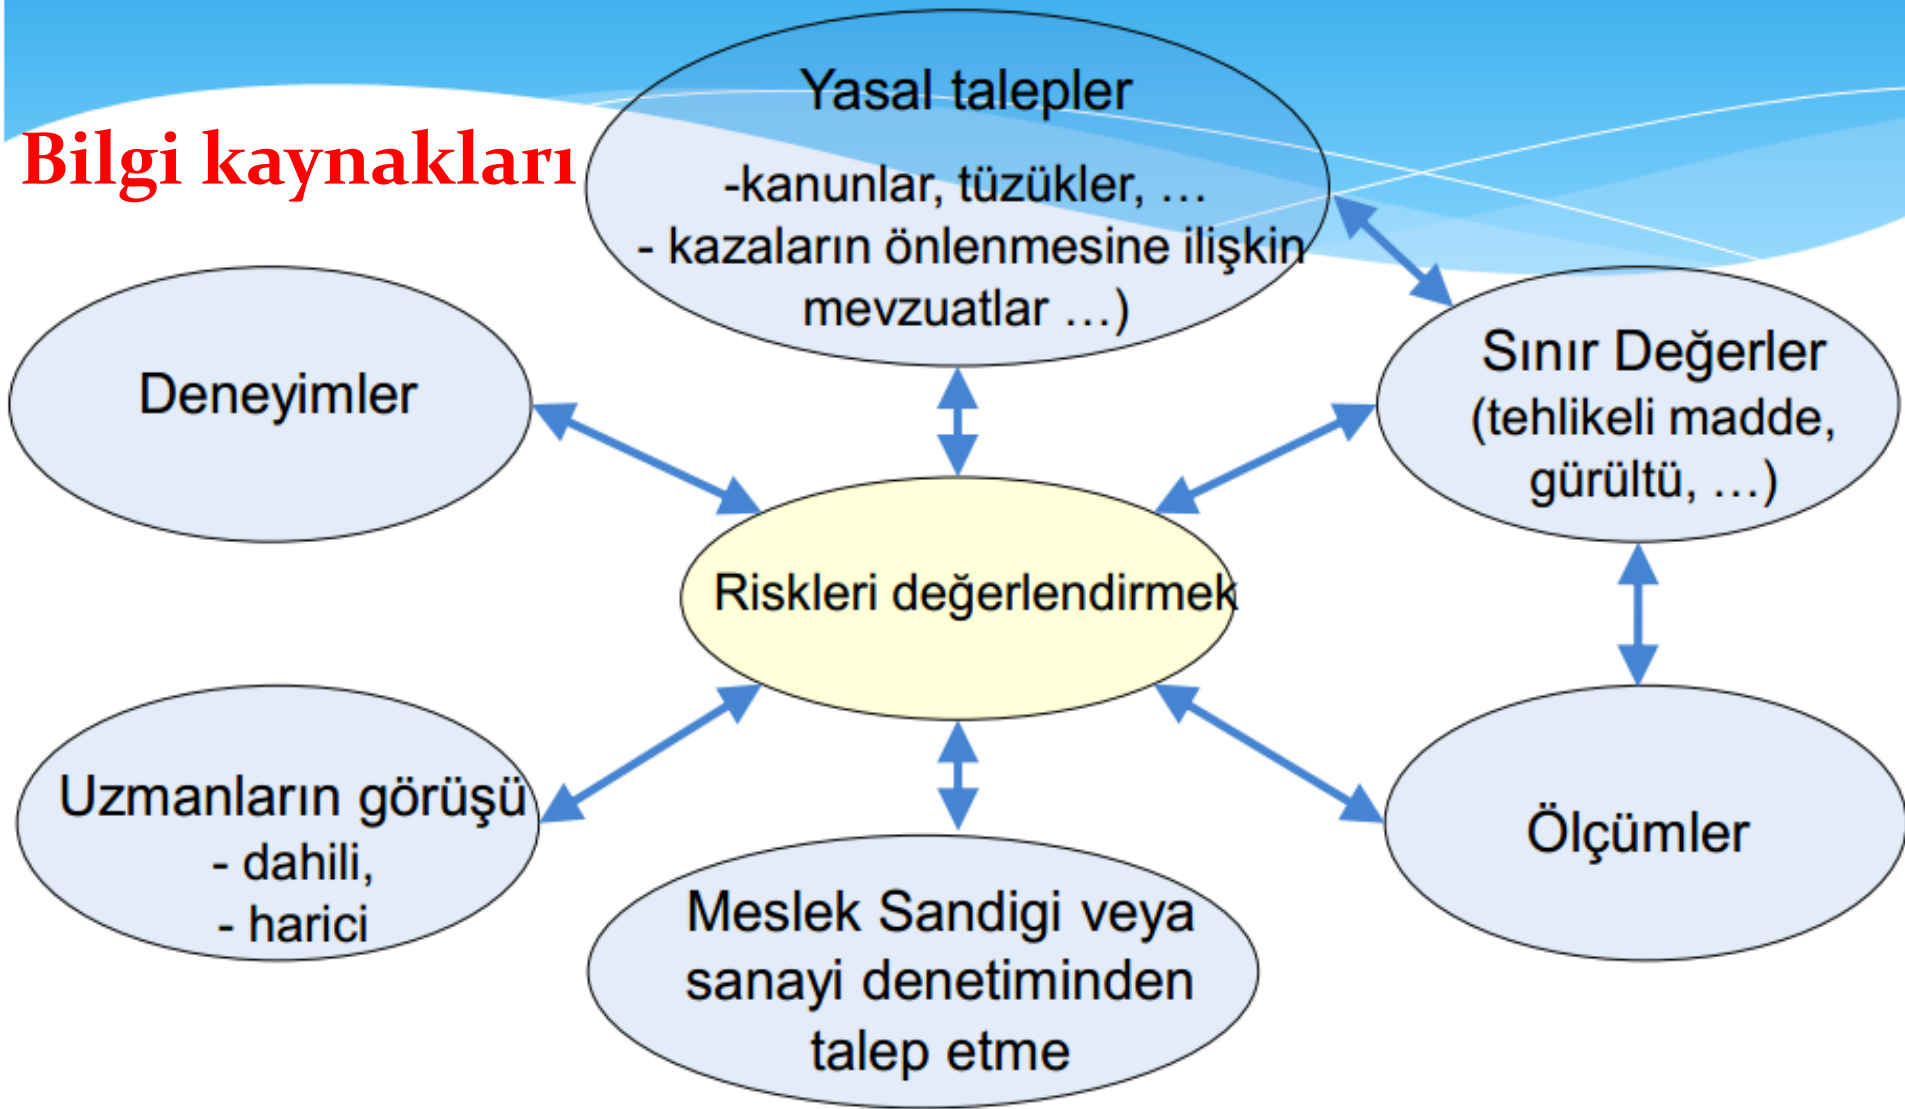 Bilgi kaynakları
Yasal talepler
-kanunlar, tüzükler, …
- kazaların önlenmesine ilişkin
mevzuatlar …)
Deneyimler
Sınır Değerler
(tehlikeli madde,
gürültü, …)
Riskleri değerlendirmek
Uzmanların görüşü
- dahili,
- harici
Meslek Sandigi veya
sanayi denetiminden
talep etme
Ölçümler